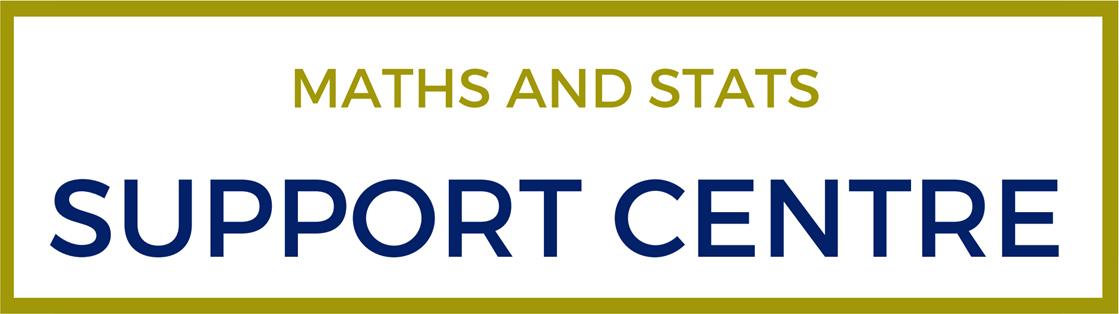 MATHS AND STATS
SUPPORT CENTRE